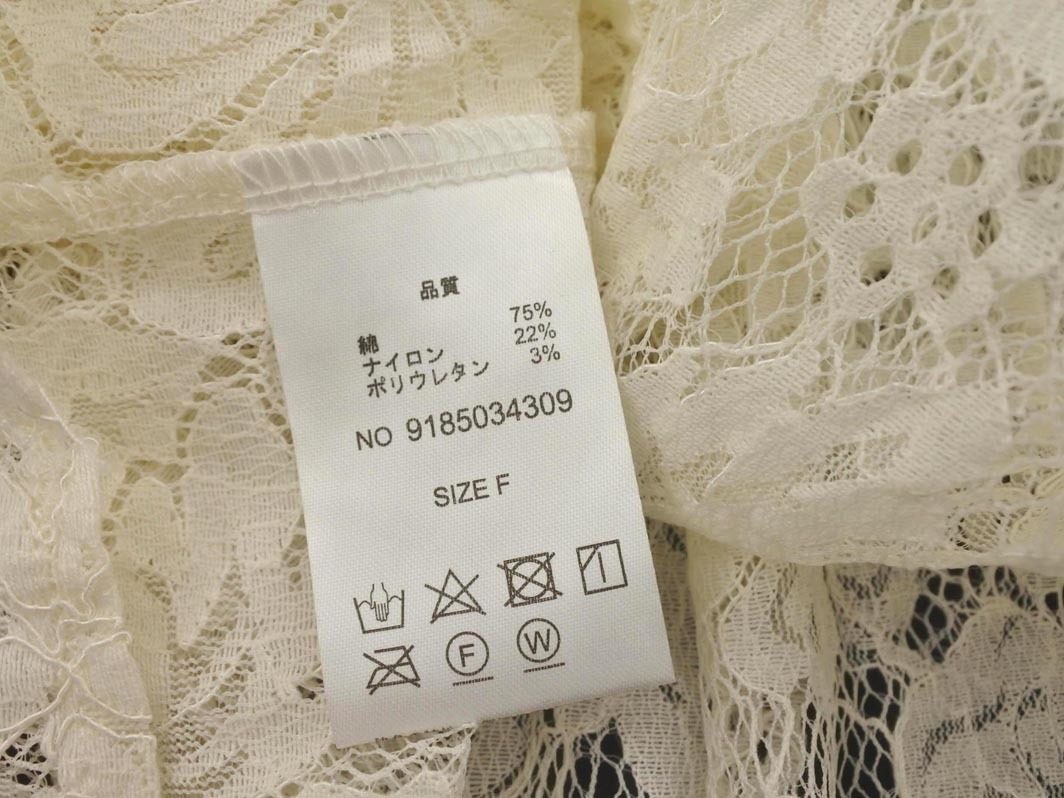 品質
綿 75%
ナイロン 22%
ポリウレタン 3%
NO 9185034309
SIZE F
F W